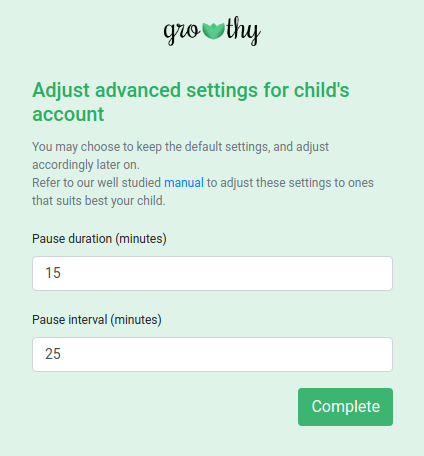 growthy
Adjust advanced settings for child's
account
You may choose to keep the default settings, and adjust
accordingly later on.
Refer to our well studied manual to adjust these settings to ones
that suits best your child.
Pause duration (minutes)
15
Pause interval (minutes)
25
Complete